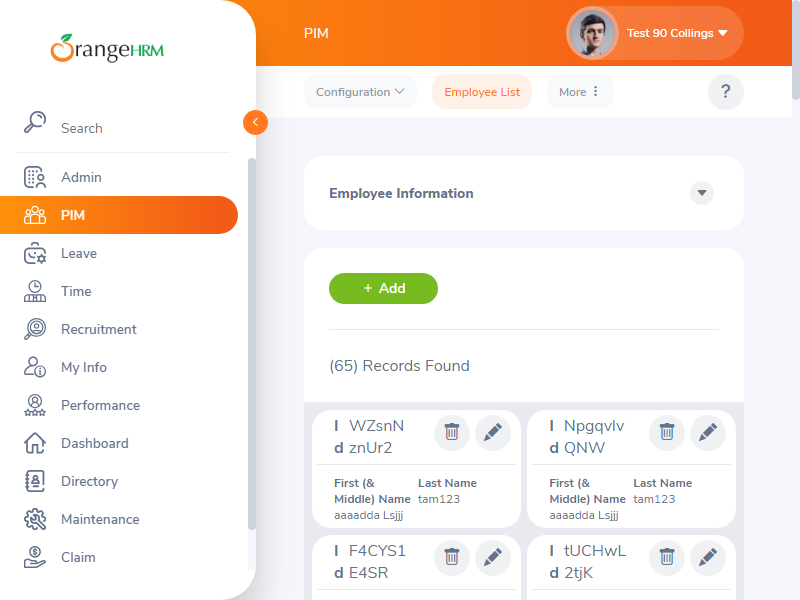 OrangeHRM
PIM
Test 90 Collings
Configuration
Employee List
More
?
Search
Admin
PIM
Leave
Time
Recruitment
My Info
Performance
Dashboard
Directory
Maintenance
Claim
Employee Information
+ Add
(65) Records Found
Id WZsnNznUr2
First (& Middle) Name
aaaadda Lsjjj
Last Name
tam123
Id NpgqvIvQNW
First (& Middle) Name
aaaadda Lsjjj
Last Name
tam123
Id F4CYS1E4SR
Id tUCHwL2tjK